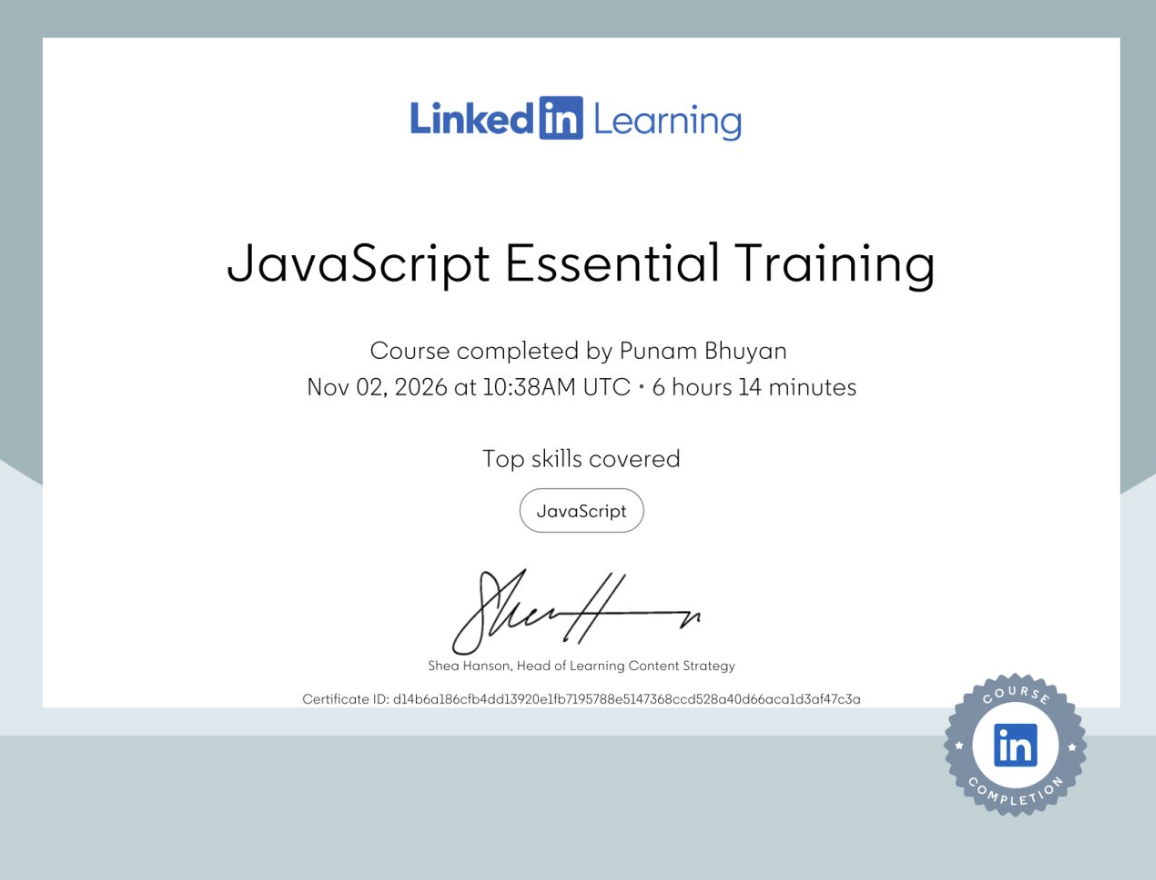 Linked in Learning
JavaScript Essential Training
Course completed by Punam Bhuyan
Nov 02, 2026 at 10:38AM UTC • 6 hours 14 minutes
Top skills covered
JavaScript
Shea Hanson, Head of Learning Content Strategy
Certificate ID: d14b6a186cfb4dd13920e1fb7195788e5147368ccd528a40d66aca1d3af47c3a
COURSE
in
COMPLETION